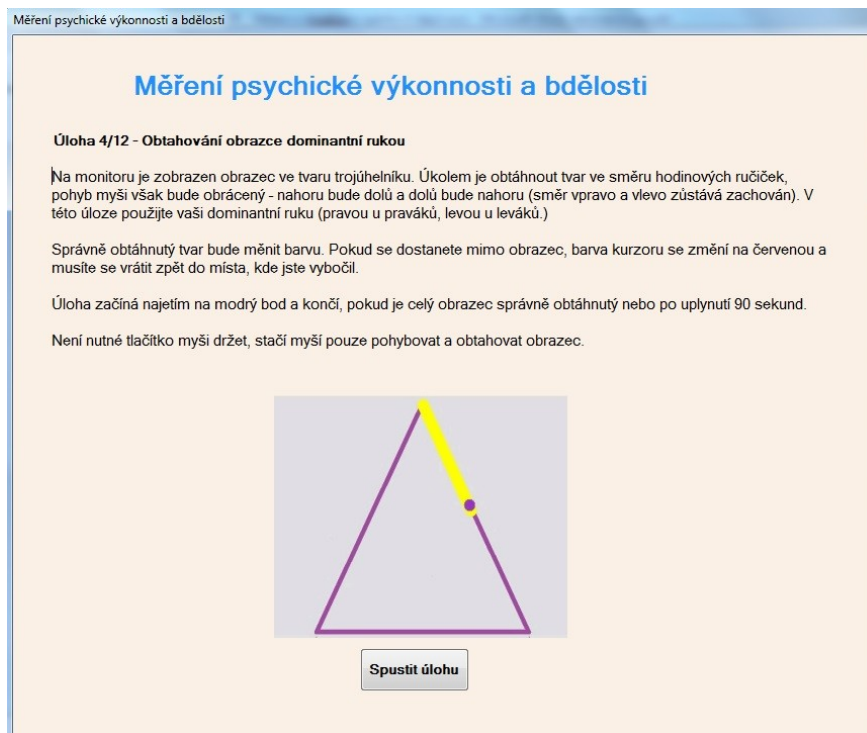 Měření psychické výkonnosti a bdělosti
Měření psychické výkonnosti a bdělosti
Úloha 4/12 - Obtahování obrazce dominantní rukou
Na monitoru je zobrazen obrazec ve tvaru trojúhelníku. Úkolem je obtáhnout tvar ve směru hodinových ručiček,
pohyb myši však bude obrácený - nahoru bude dolů a dolů bude nahoru (směr vpravo a vlevo zůstává zachován). V
této úloze použijte vaši dominantní ruku (pravou u praváků, levou u leváků.)
Správně obtáhnutý tvar bude měnit barvu. Pokud se dostanete mimo obrazec, barva kurzoru se změní na červenou a
musíte se vrátit zpět do místa, kde jste vybočil.
Úloha začíná najetím na modrý bod a končí, pokud je celý obrazec správně obtáhnutý nebo po uplynutí 90 sekund.
Není nutné tlačítko myši držet, stačí myší pouze pohybovat a obtahovat obrazec.
Spustit úlohu